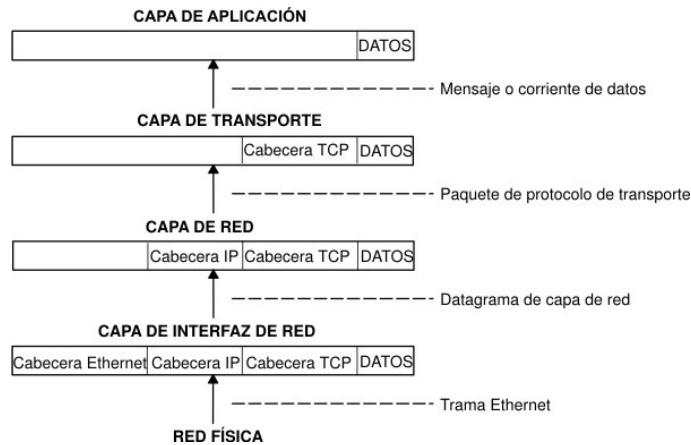 CAPA DE APLICACIÓN
DATOS
Mensaje o corriente de datos
CAPA DE TRANSPORTE
Cabecera TCP DATOS
Paquete de protocolo de transporte
CAPA DE RED
Cabecera IP Cabecera TCP DATOS
Datagrama de capa de red
CAPA DE INTERFAZ DE RED
Cabecera Ethernet Cabecera IP Cabecera TCP DATOS
Trama Ethernet
RED FÍSICA